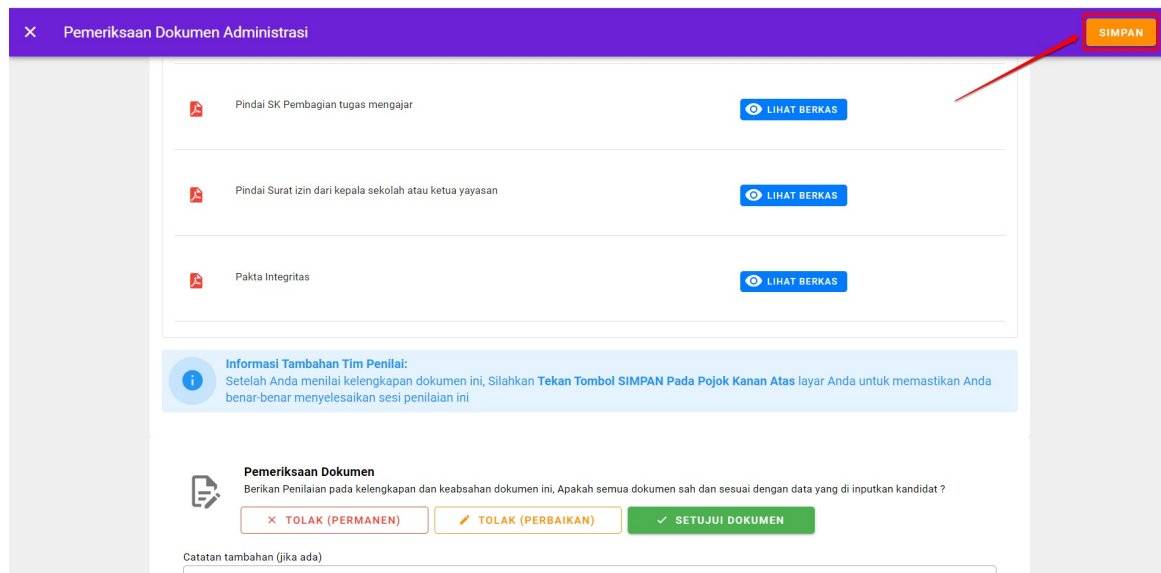 Pemeriksaan Dokumen Administrasi
SIMPAN
Pindai SK Pembagian tugas mengajar
LIHAT BERKAS
Pindai Surat izin dari kepala sekolah atau ketua yayasan
LIHAT BERKAS
Pakta Integritas
LIHAT BERKAS
Informasi Tambahan Tim Penilai:
Setelah Anda menilai kelengkapan dokumen ini, Silahkan Tekan Tombol SIMPAN Pada Pojok Kanan Atas layar Anda untuk memastikan Anda
benar-benar menyelesaikan sesi penilaian ini
Pemeriksaan Dokumen
Berikan Penilaian pada kelengkapan dan keabsahan dokumen ini, Apakah semua dokumen sah dan sesuai dengan data yang di inputkan kandidat ?
TOLAK (PERMANEN)
TOLAK (PERBAIKAN)
SETUJUI DOKUMEN
Catatan tambahan (jika ada)